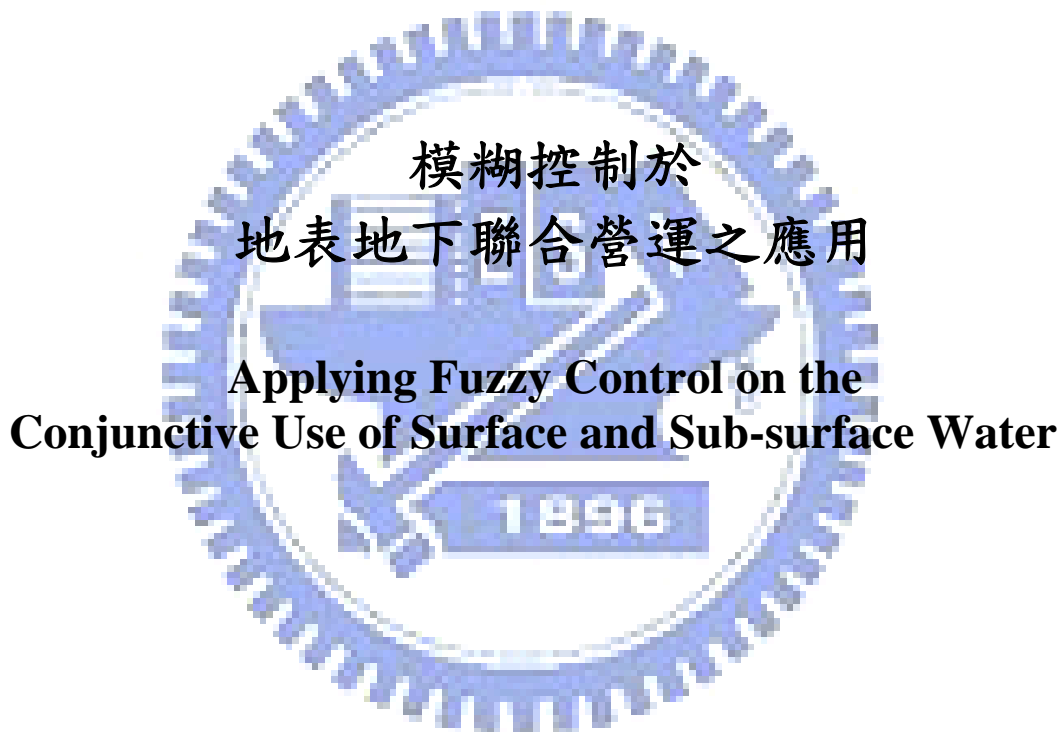 模糊控制於
地表地下聯合營運之應用
Applying Fuzzy Control on the
Conjunctive Use of Surface and Sub-surface Water
1896